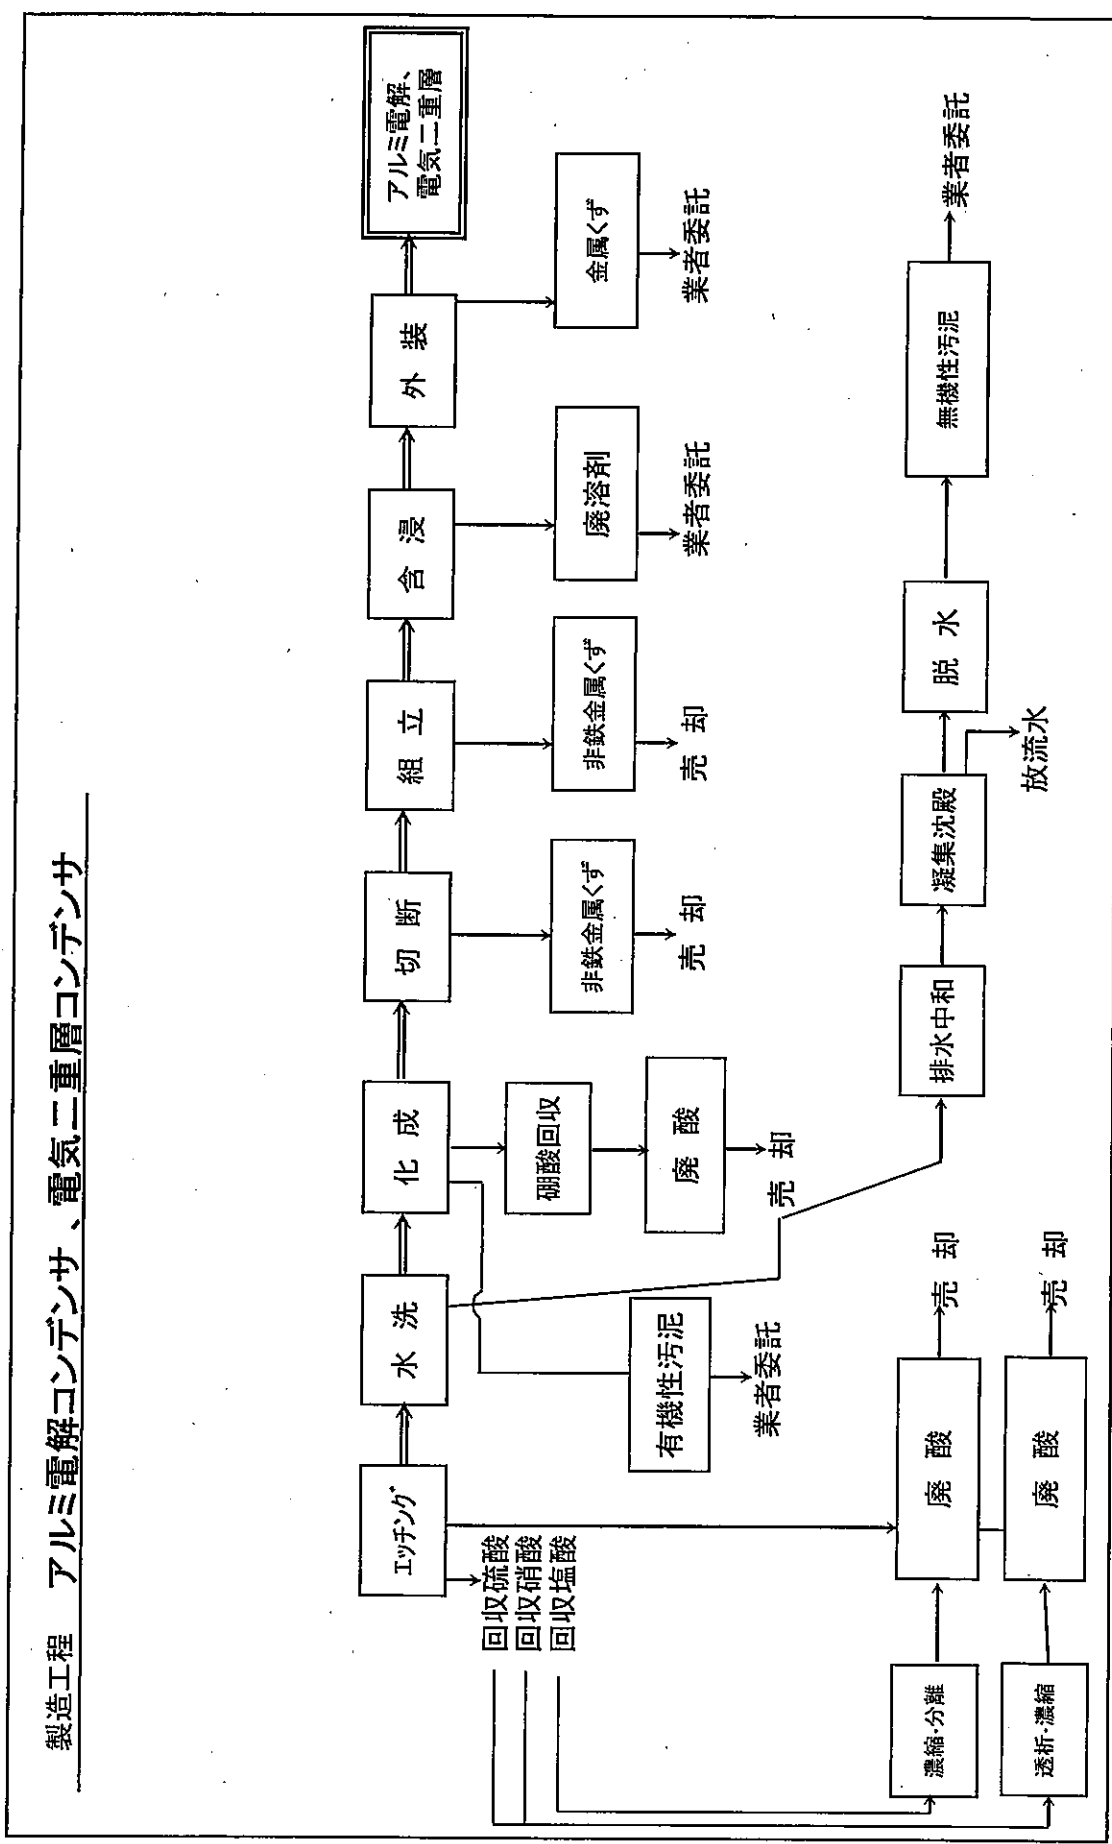 製造工程 アルミ電解コンデンサ、電気二重層コンデンサ
エッチング
水洗
化成
切断
組立
含浸
外装
アルミ電解、
電気二重層
回収硫酸
回収硝酸
回収塩酸
硼酸回収
非鉄金属くず
非鉄金属くず
廃溶剤
金属くず
有機性汚泥
廃酸
売却
売却
売却
業者委託
業者委託
業者委託
濃縮・分離
廃酸
売却
排水中和
凝集沈殿
脱水
無機性汚泥
業者委託
透析・濃縮
廃酸
売却
放流水